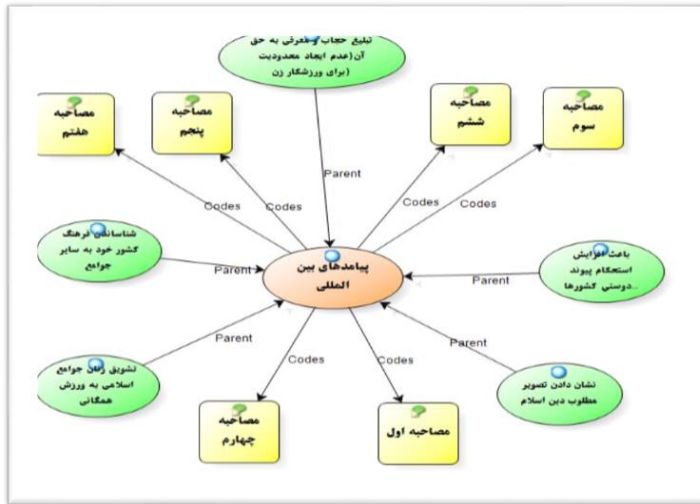 تبلیغ حجاب و معرفی به حق
آن(عدم ایجاد محدودیت
(برای ورزشکار زن
مصاحبه
هفتم
مصاحبه
پنجم
مصاحبه
ششم
مصاحبه
سوم
Parent
Codes
Codes
Codes
Codes
شناساندن فرهنگ
کشور خود به سایر
جوامع
Parent
پیامدهای بین
المللی
باعث افزایش
استحکام پیوند
دوستی کشورها..
Parent
تشویق زنان جوامع
اسلامی به ورزش
همگانی
Parent
Codes
Codes
Parent
نشان دادن تصویر
مطلوب دین اسلام
مصاحبه
چهارم
مصاحبه اول